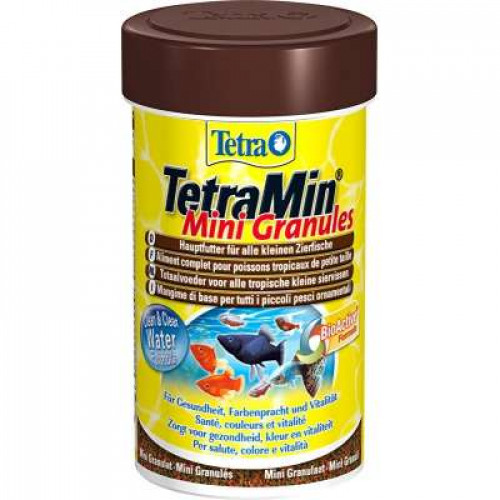 Tetra
TetraMin®
Mini Granules
D Hauptfutter für alle kleinen Zierfische
F Aliment complet pour poissons tropicaux de petite taille
Totaalvoeder voor alle tropische kleine siervissen
Mangime di base per tutti i piccoli pesci ornamentali
Clean & Clear
Water
Formula
BioActive
Formula
Für Gesundheit, Farbenpracht und Vitalität
Santé, couleurs et vitalité
Zorgt voor gezondheid, kleur en vitaliteit
Per salute, colore e vitalità
Mini Granulat · Mini Granulés
Mini Granulaat · Mini Granuli